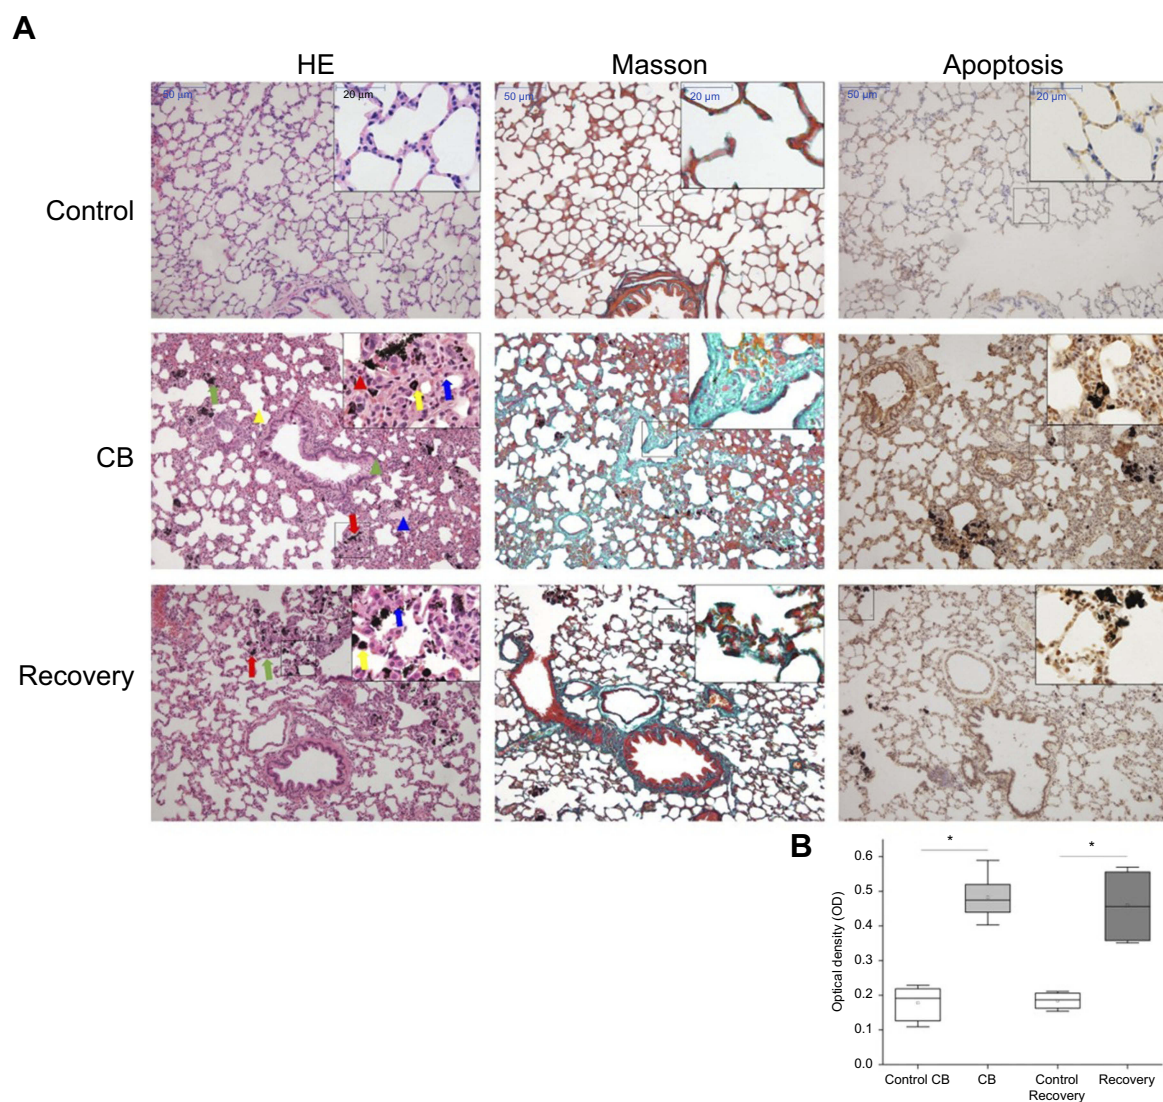 A
HE
Masson
Apoptosis
Control
50 µm
20 µm
50 µm
20 µm
50 µm
20 µm
CB
Recovery
B
*
*
Optical density (OD)
0.6
0.5
0.4
0.3
0.2
0.1
0.0
Control CB
CB
Control
Recovery
Recovery